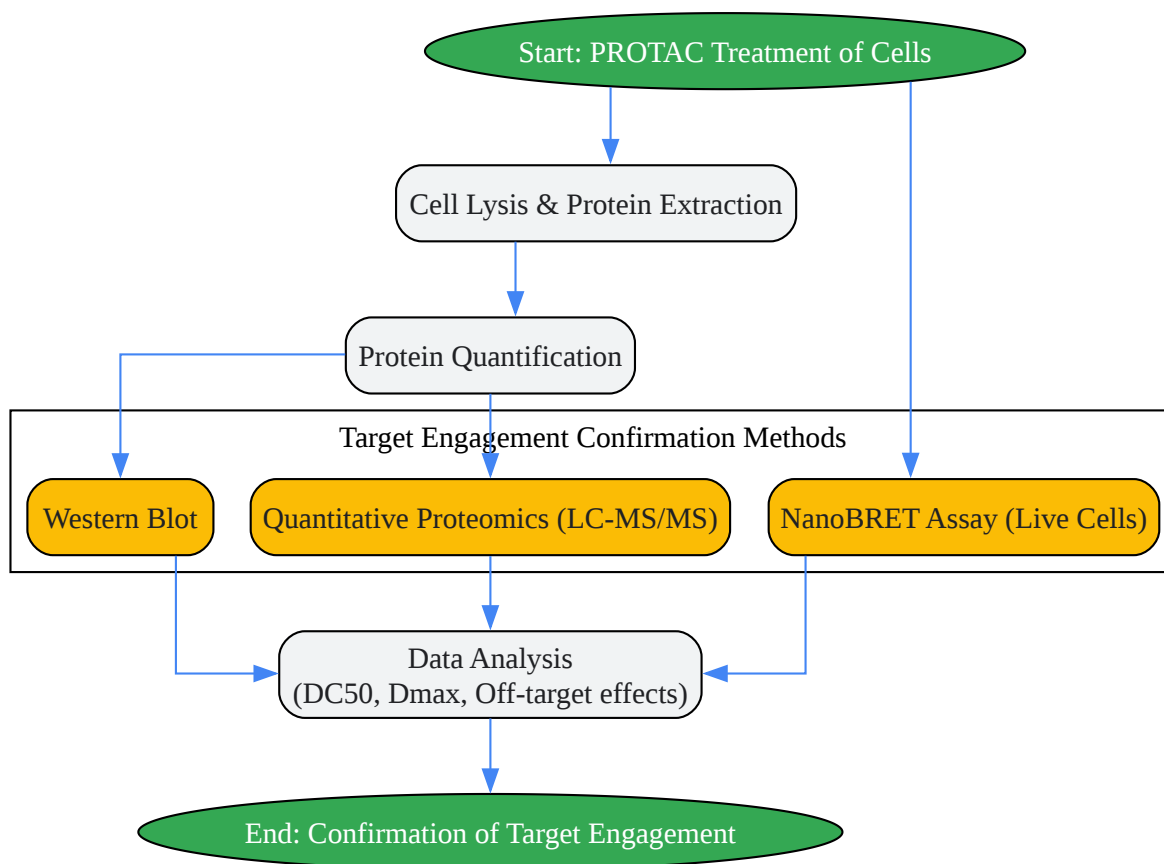 Start: PROTAC Treatment of Cells
Cell Lysis & Protein Extraction
Protein Quantification
Target Engagement Confirmation Methods
Western Blot
Quantitative Proteomics (LC-MS/MS)
NanoBRET Assay (Live Cells)
Data Analysis
(DC50, Dmax, Off-target effects)
End: Confirmation of Target Engagement